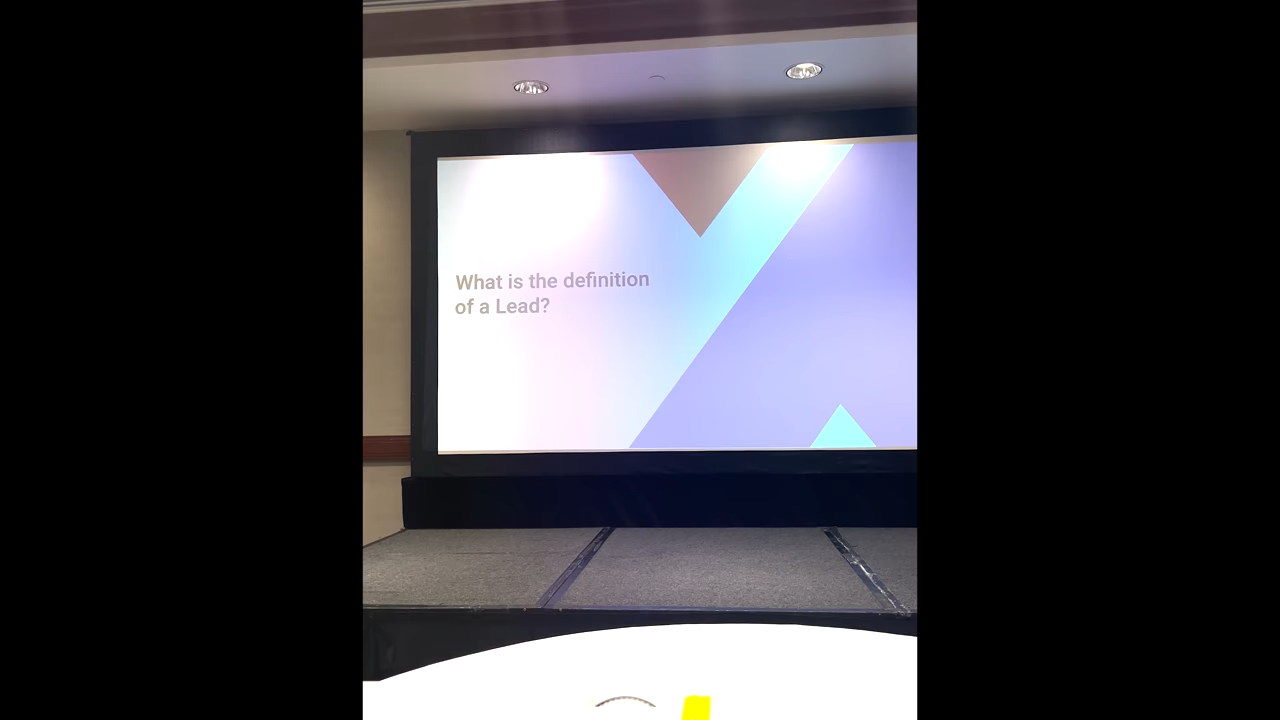 What is the definition
of a Lead?